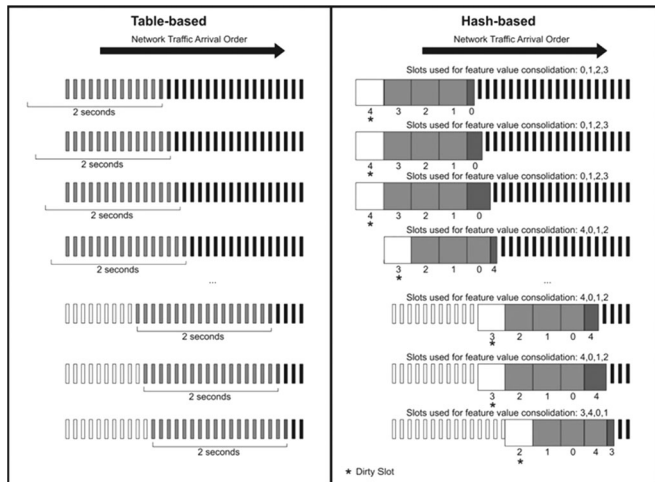 Table-based
Network Traffic Arrival Order
2 seconds
2 seconds
2 seconds
2 seconds
...
2 seconds
2 seconds
2 seconds
Hash-based
Network Traffic Arrival Order
Slots used for feature value consolidation: 0,1,2,3
4 3 2 1 0
*
Slots used for feature value consolidation: 0,1,2,3
4 3 2 1 0
*
Slots used for feature value consolidation: 0,1,2,3
4 3 2 1 0
*
Slots used for feature value consolidation: 4,0,1,2
3 2 1 0 4
*
...
Slots used for feature value consolidation: 4,0,1,2
3 2 1 0 4
*
Slots used for feature value consolidation: 4,0,1,2
3 2 1 0 4
*
Slots used for feature value consolidation: 3,4,0,1
2 1 0 4 3
*
* Dirty Slot